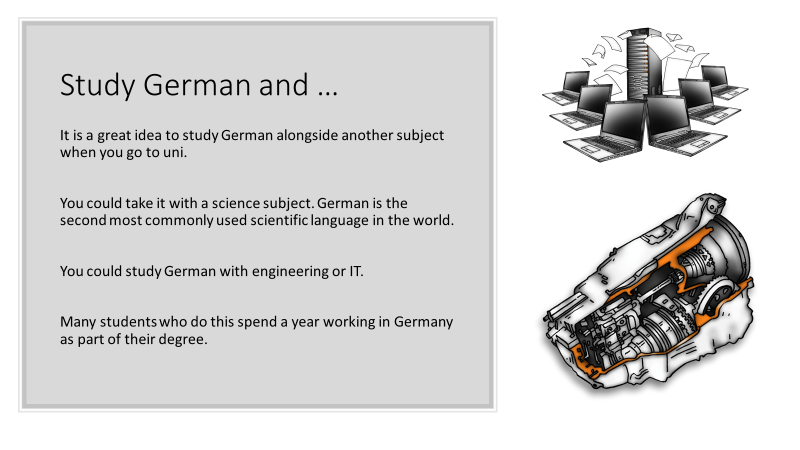 Study German and ...
It is a great idea to study German alongside another subject
when you go to uni.
You could take it with a science subject. German is the
second most commonly used scientific language in the world.
You could study German with engineering or IT.
Many students who do this spend a year working in Germany
as part of their degree.